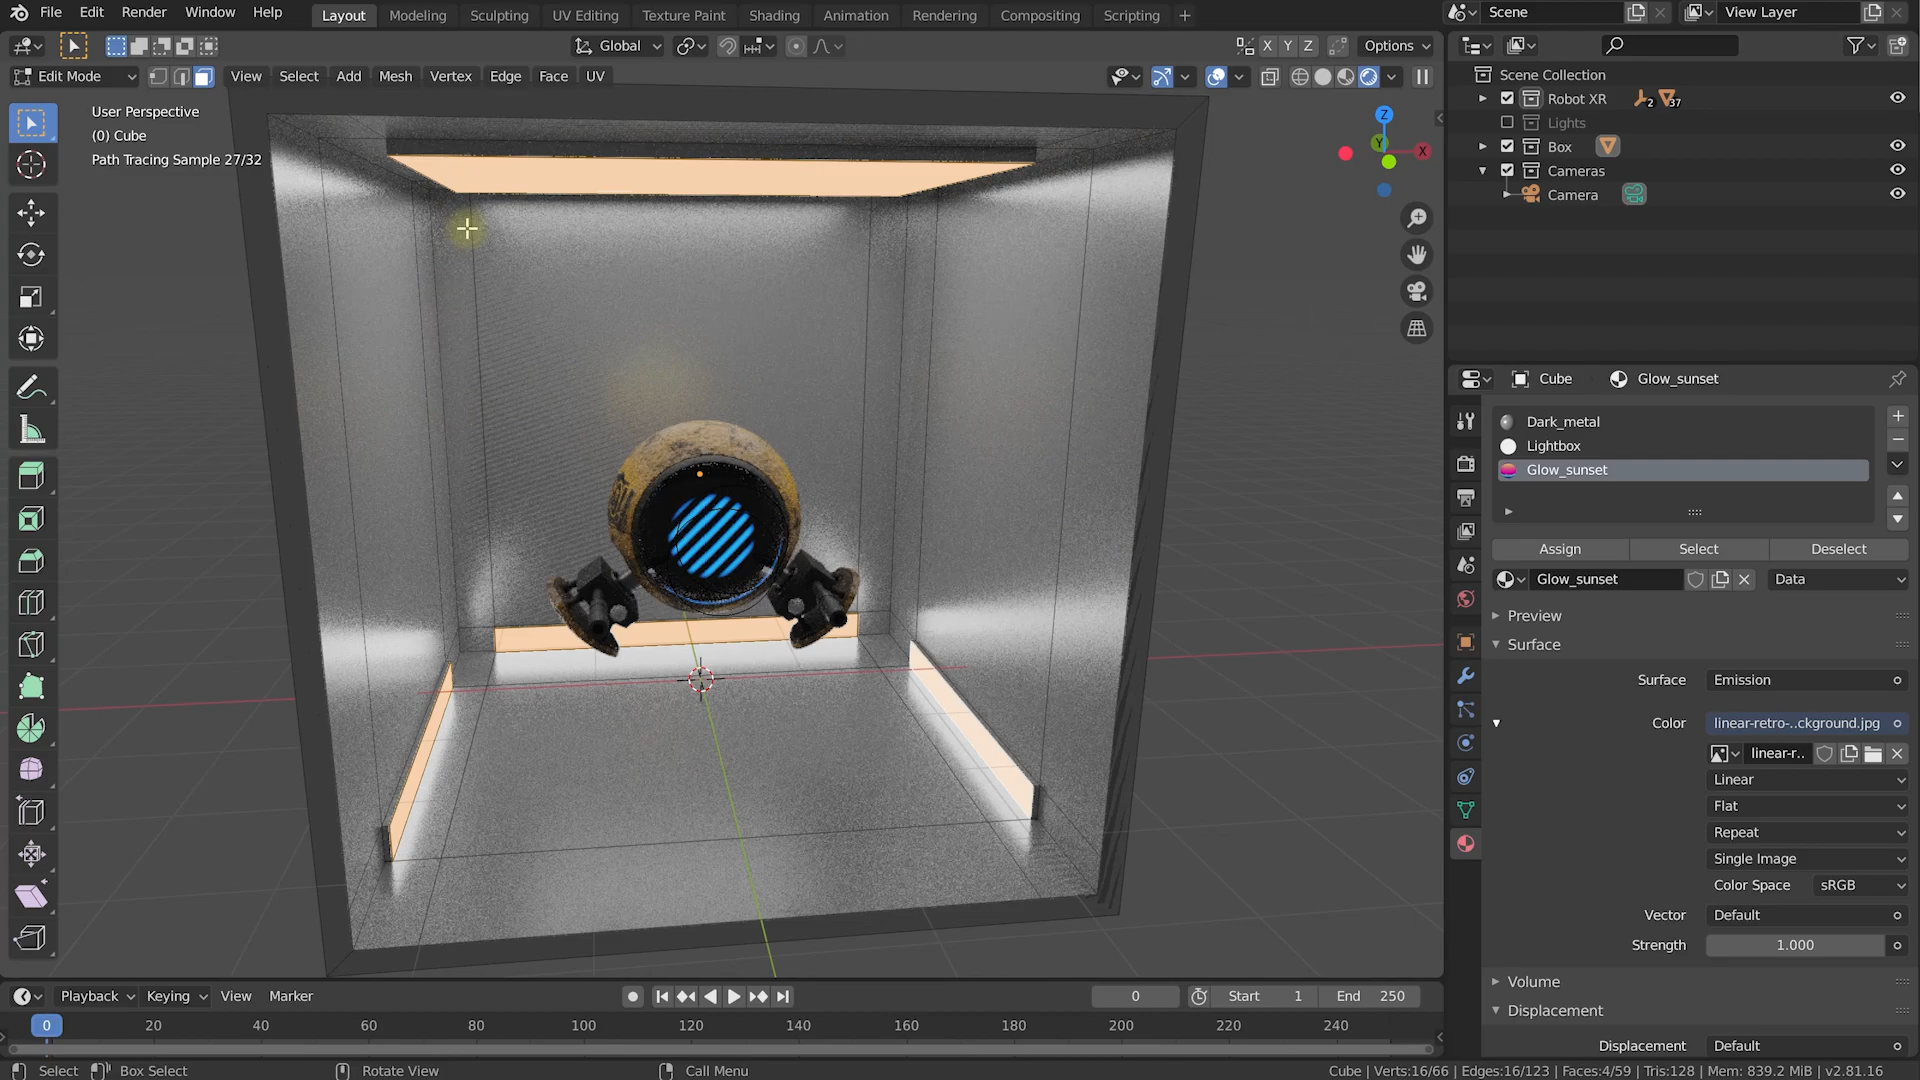 File Edit Render Window Help Layout Modeling Sculpting UV Editing Texture Paint Shading Animation Rendering Compositing Scripting + Scene View Layer
Global X Y Z Options
Edit Mode View Select Add Mesh Vertex Edge Face UV
User Perspective
(0) Cube
Path Tracing Sample 27/32
Z
Y
X
Scene Collection
Robot XR 2 37
Lights
Box
Cameras
Camera
Cube Glow_sunset
Dark_metal
Lightbox
Glow_sunset
Assign Select Deselect
Glow_sunset Data
Preview
Surface
Surface Emission
Color linear-retro-..ckground.jpg
linear-r..
Linear
Flat
Repeat
Single Image
Color Space sRGB
Vector Default
Strength 1.000
Volume
Displacement
Displacement Default
Playback Keying View Marker 0 Start 1 End 250
0 20 40 60 80 100 120 140 160 180 200 220 240
Select Box Select Rotate View Call Menu Cube | Verts:16/66 | Edges:16/123 | Faces:4/59 | Tris:128 | Mem: 839.2 MiB | v2.81.16